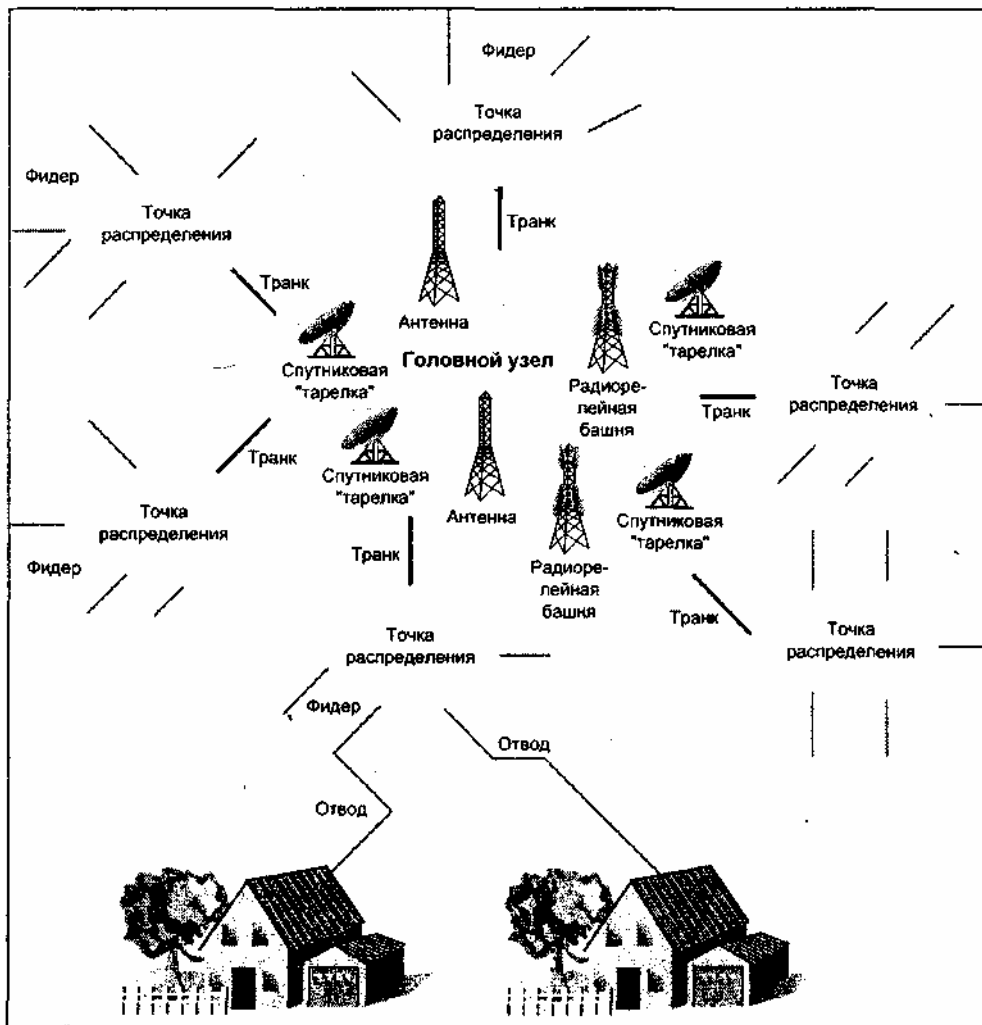 Фидер
Точка
распределения
Фидер
Точка
распределения
Транк
Транк
Антенна
Спутниковая
"тарелка"
Головной узел
Спутниковая
"тарелка"
Радиоре-
лейная
башня
Транк
Точка
распределения
Транк
Спутниковая
"тарелка"
Антенна
Спутниковая
"тарелка"
Точка
распределения
Фидер
Транк
Радиоре-
лейная
башня
Транк
Точка
распределения
Точка
распределения
Фидер
Отвод
Отвод